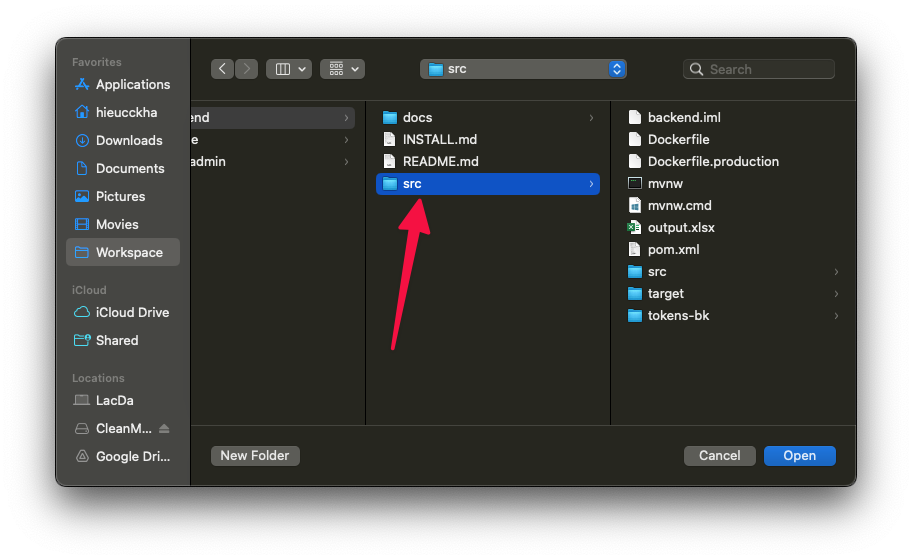 Favorites
Applications
hieucckha
Downloads
Documents
Pictures
Movies
Workspace
iCloud
iCloud Drive
Shared
Locations
LacDa
CleanM...
Google Dri...
src
Search
end
e
admin
docs
INSTALL.md
README.md
src
backend.iml
Dockerfile
Dockerfile.production
mvnw
mvnw.cmd
output.xlsx
pom.xml
src
target
tokens-bk
New Folder
Cancel
Open